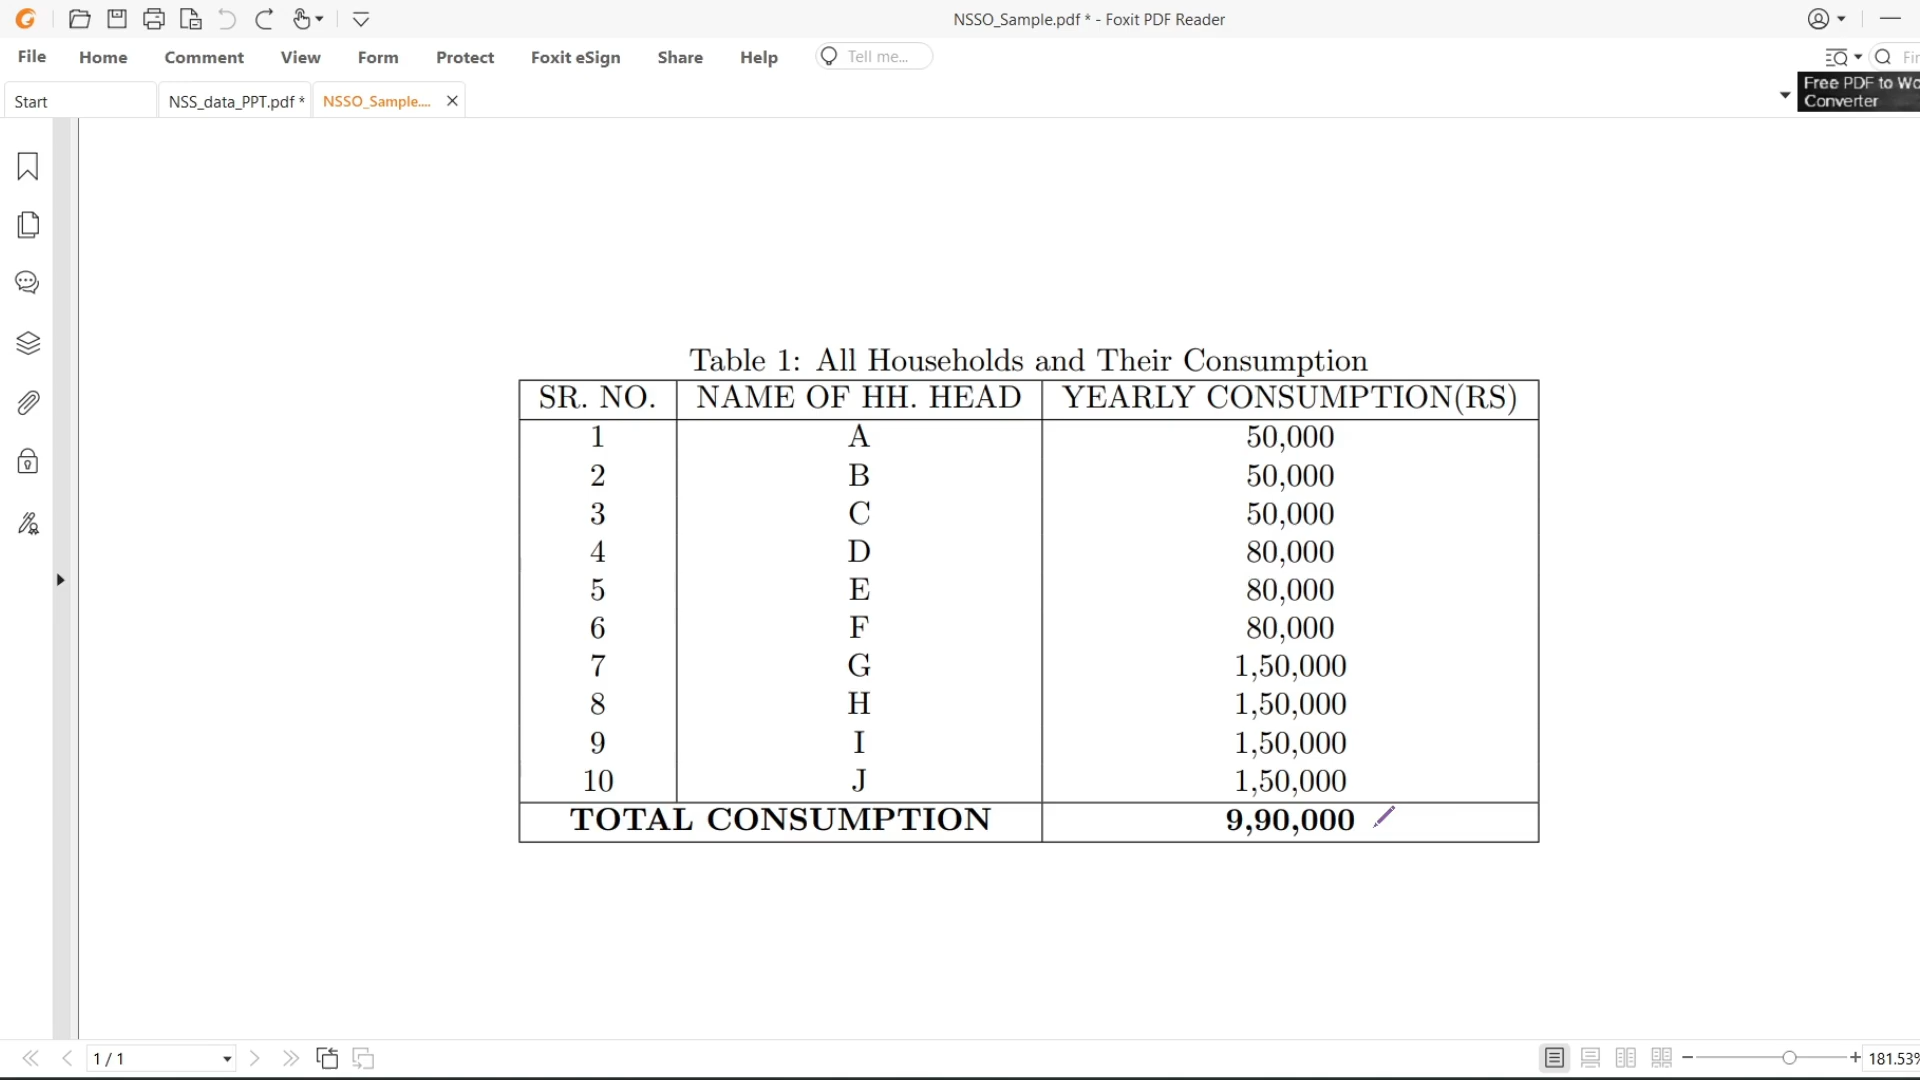 NSSO_Sample.pdf * - Foxit PDF Reader
File Home Comment View Form Protect Foxit eSign Share Help Tell me...
Free PDF to Wo
Converter
Start NSS_data_PPT.pdf * NSSO_Sample....
Table 1: All Households and Their Consumption
SR. NO. NAME OF HH. HEAD YEARLY CONSUMPTION(RS)
1 A 50,000
2 B 50,000
3 C 50,000
4 D 80,000
5 E 80,000
6 F 80,000
7 G 1,50,000
8 H 1,50,000
9 I 1,50,000
10 J 1,50,000
TOTAL CONSUMPTION 9,90,000
1 / 1 181.53%